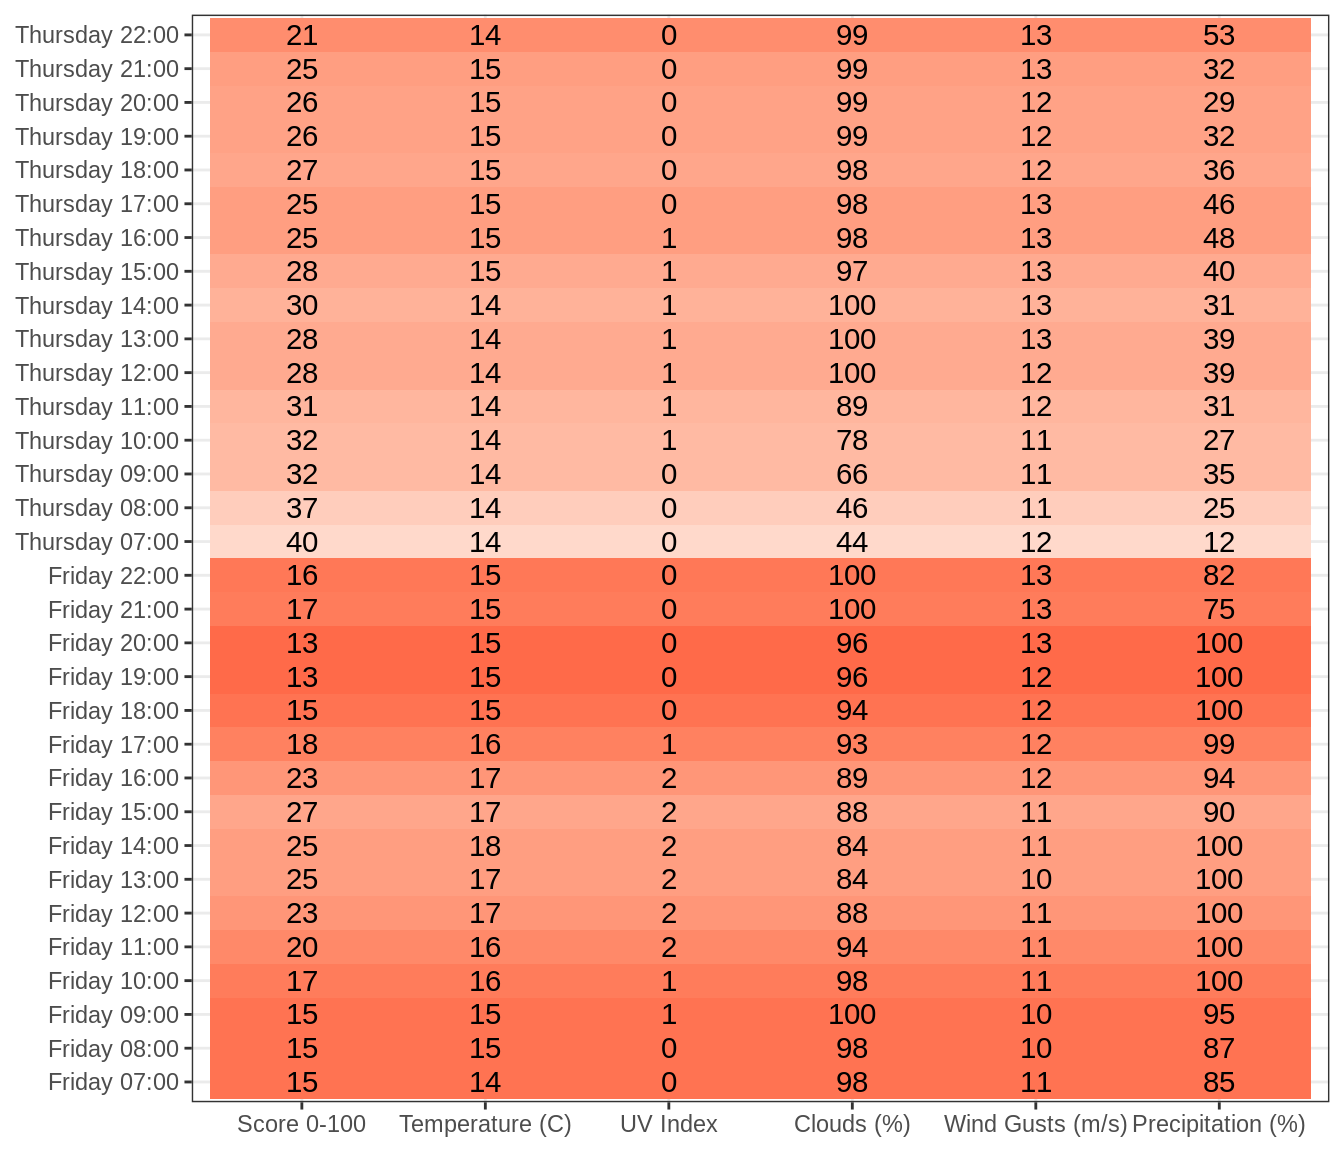 Thursday 22:00 21 14 0 99 13 53
Thursday 21:00 25 15 0 99 13 32
Thursday 20:00 26 15 0 99 12 29
Thursday 19:00 26 15 0 99 12 32
Thursday 18:00 27 15 0 98 12 36
Thursday 17:00 25 15 0 98 13 46
Thursday 16:00 25 15 1 98 13 48
Thursday 15:00 28 15 1 97 13 40
Thursday 14:00 30 14 1 100 13 31
Thursday 13:00 28 14 1 100 13 39
Thursday 12:00 28 14 1 100 12 39
Thursday 11:00 31 14 1 89 12 31
Thursday 10:00 32 14 1 78 11 27
Thursday 09:00 32 14 0 66 11 35
Thursday 08:00 37 14 0 46 11 25
Thursday 07:00 40 14 0 44 12 12
Friday 22:00 16 15 0 100 13 82
Friday 21:00 17 15 0 100 13 75
Friday 20:00 13 15 0 96 13 100
Friday 19:00 13 15 0 96 12 100
Friday 18:00 15 15 0 94 12 100
Friday 17:00 18 16 1 93 12 99
Friday 16:00 23 17 2 89 12 94
Friday 15:00 27 17 2 88 11 90
Friday 14:00 25 18 2 84 11 100
Friday 13:00 25 17 2 84 10 100
Friday 12:00 23 17 2 88 11 100
Friday 11:00 20 16 2 94 11 100
Friday 10:00 17 16 1 98 11 100
Friday 09:00 15 15 1 100 10 95
Friday 08:00 15 15 0 98 10 87
Friday 07:00 15 14 0 98 11 85
Score 0-100 Temperature (C) UV Index Clouds (%) Wind Gusts (m/s) Precipitation (%)